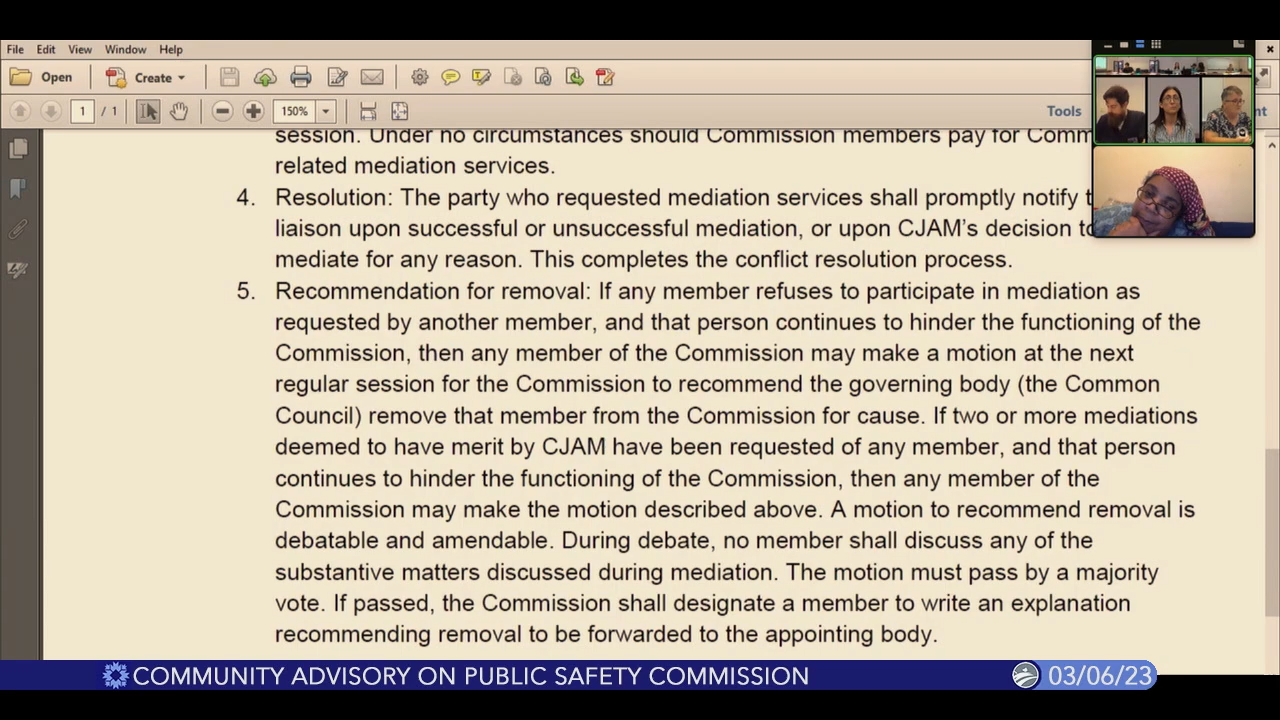 File Edit View Window Help
Open Create
1 / 1 150% Tools
session. Under no circumstances should Commission members pay for
related mediation services.
4. Resolution: The party who requested mediation services shall promptly notify
liaison upon successful or unsuccessful mediation, or upon CJAM's decision
mediate for any reason. This completes the conflict resolution process.
5. Recommendation for removal: If any member refuses to participate in mediation as
requested by another member, and that person continues to hinder the functioning of the
Commission, then any member of the Commission may make a motion at the next
regular session for the Commission to recommend the governing body (the Common
Council) remove that member from the Commission for cause. If two or more mediations
deemed to have merit by CJAM have been requested of any member, and that person
continues to hinder the functioning of the Commission, then any member of the
Commission may make the motion described above. A motion to recommend removal is
debatable and amendable. During debate, no member shall discuss any of the
substantive matters discussed during mediation. The motion must pass by a majority
vote. If passed, the Commission shall designate a member to write an explanation
recommending removal to be forwarded to the appointing body.
COMMUNITY ADVISORY ON PUBLIC SAFETY COMMISSION 03/06/23